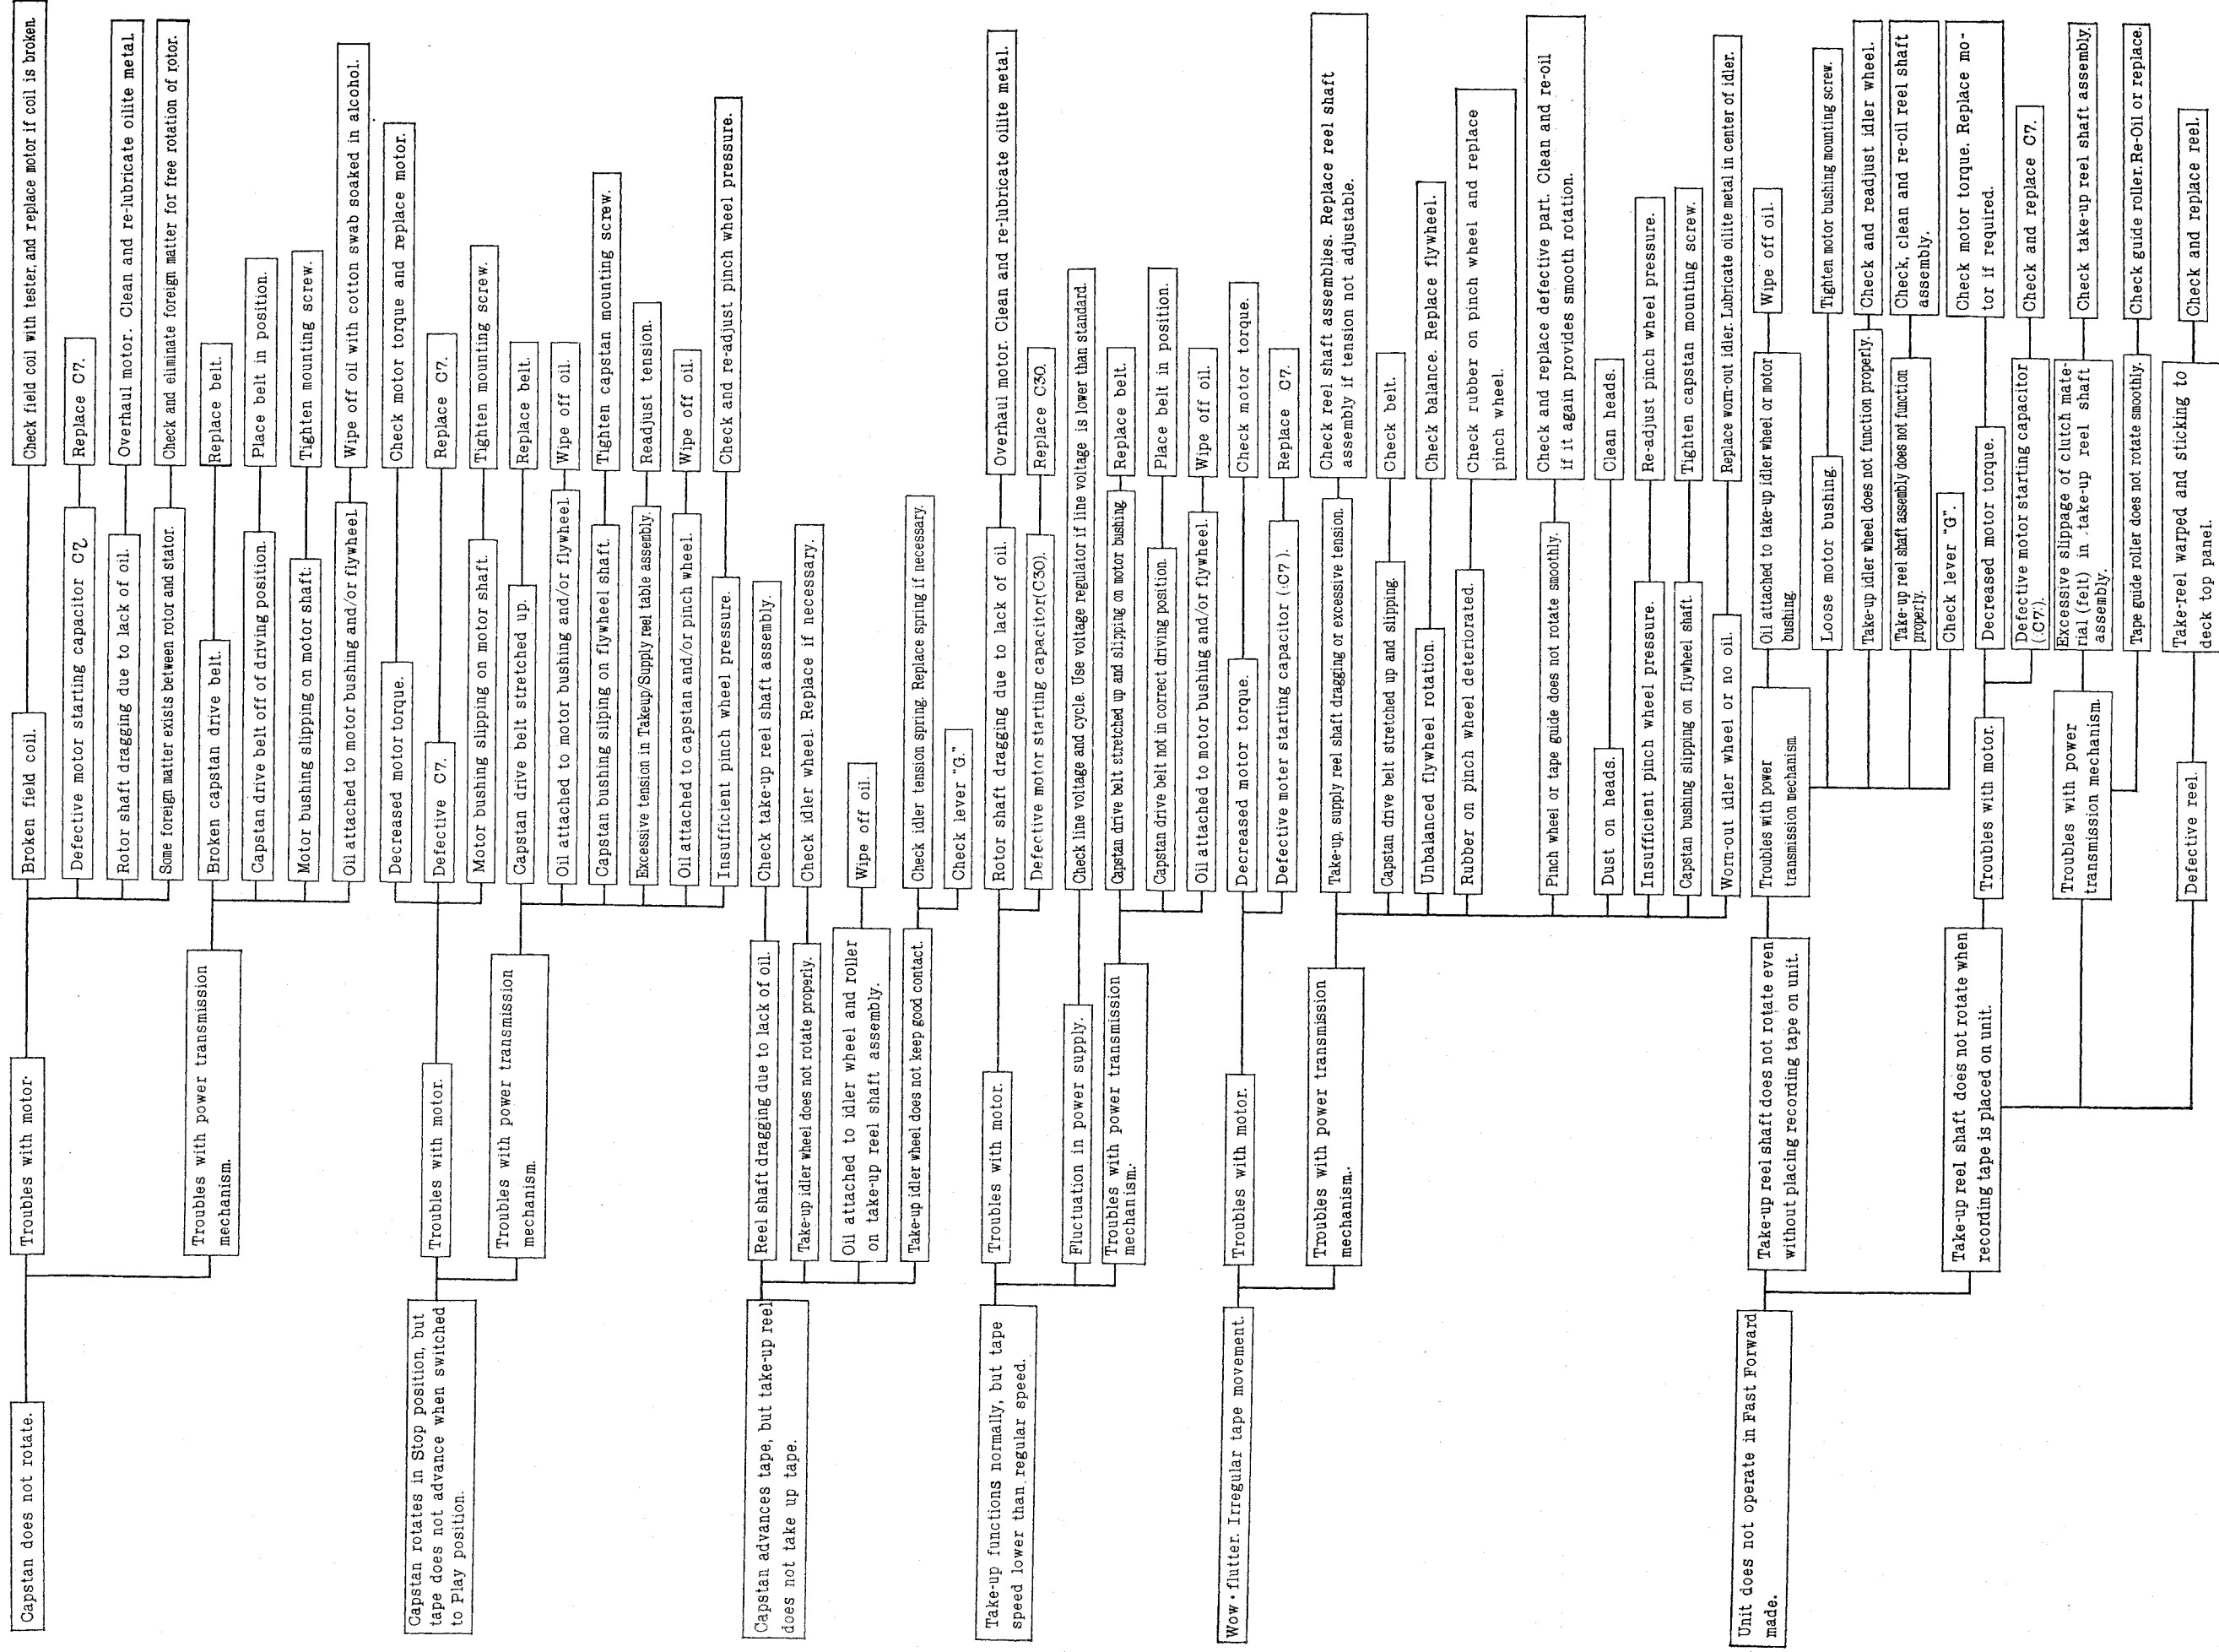 Capstan does not rotate.
Troubles with motor.
Broken field coil.
Check field coil with tester, and replace motor if coil is broken.
Defective motor starting capacitor C7.
Replace C7.
Rotor shaft dragging due to lack of oil.
Overhaul motor. Clean and re-lubricate oilite metal.
Some foreign matter exists between rotor and stator.
Check and eliminate foreign matter for free rotation of rotor.
Troubles with power transmission
mechanism.
Broken capstan drive belt.
Replace belt.
Capstan drive belt off of driving position.
Place belt in position.
Motor bushing slipping on motor shaft.
Tighten mounting screw.
Oil attached to motor bushing and/or flywheel.
Wipe off oil with cotton swab soaked in alcohol.
Capstan rotates in Stop position, but
tape does not advance when switched
to Play position.
Troubles with motor.
Decreased motor torque.
Check motor torque and replace motor.
Defective C7.
Replace C7.
Motor bushing slipping on motor shaft.
Tighten mounting screw.
Troubles with power transmission
mechanism.
Capstan drive belt stretched up.
Replace belt.
Oil attached to motor bushing and/or flywheel.
Wipe off oil.
Capstan bushing sliping on flywheel shaft.
Tighten capstan mounting screw.
Excessive tension in Takeup/Supply reel table assembly.
Readjust tension.
Oil attached to capstan and/or pinch wheel.
Wipe off oil.
Insufficient pinch wheel pressure.
Check and re-adjust pinch wheel pressure.
Capstan advances tape, but take-up reel
does not take up tape.
Reel shaft dragging due to lack of oil.
Check take-up reel shaft assembly.
Take-up idler wheel does not rotate properly.
Check idler wheel. Replace if necessary.
Oil attached to idler wheel and roller
on take-up reel shaft assembly.
Wipe off oil.
Take-up idler wheel does not keep good contact.
Check idler tension spring. Replace spring if necessary.
Check lever "G."
Take-up functions normally, but tape
speed lower than regular speed.
Troubles with motor.
Rotor shaft dragging due to lack of oil.
Overhaul motor. Clean and re-lubricate oilite metal.
Defective motor starting capacitor(C30).
Replace C30.
Fluctuation in power supply.
Check line voltage and cycle. Use voltage regulator if line voltage is lower than standard.
Troubles with power transmission
mechanism.
Capstan drive belt stretched up and slipping on motor bushing.
Replace belt.
Capstan drive belt not in correct driving position.
Place belt in position.
Oil attached to motor bushing and/or flywheel.
Wipe off oil.
Wow・flutter. Irregular tape movement.
Troubles with motor.
Decreased motor torque.
Check motor torque.
Defective moter starting capacitor (C7).
Replace C7.
Troubles with power transmission
mechanism.
Take-up, supply reel shaft dragging or excessive tension.
Check reel shaft assemblies. Replace reel shaft
assembly if tension not adjustable.
Capstan drive belt stretched up and slipping.
Check belt.
Unbalanced flywheel rotation.
Check balance. Replace flywheel.
Rubber on pinch wheel deteriorated.
Check rubber on pinch wheel and replace
pinch wheel.
Pinch wheel or tape guide does not rotate smoothly.
Check and replace defective part. Clean and re-oil
if it again provides smooth rotation.
Dust on heads.
Clean heads.
Insufficient pinch wheel pressure.
Re-adjust pinch wheel pressure.
Capstan bushing slipping on flywheel shaft.
Tighten capstan mounting screw.
Worn-out idler wheel or no oil.
Replace worn-out idler. Lubricate oilite metal in center of idler.
Unit does not operate in Fast Forward
made.
Take-up reel shaft does not rotate even
without placing recording tape on unit.
Troubles with power
transmission mechanism
Oil attached to take-up idler wheel or motor
bushing.
Wipe off oil.
Loose motor bushing.
Tighten motor bushing mounting screw.
Take-up idler wheel does not function properly.
Check and readjust idler wheel.
Take-up reel shaft assembly does not function
properly.
Check, clean and re-oil reel shaft
assembly.
Check lever "G".
Take-up reel shaft does not rotate when
recording tape is placed on unit.
Troubles with motor.
Decreased motor torque.
Check motor torque. Replace mo-
tor if required.
Defective motor starting capacitor
(C7).
Check and replace C7.
Troubles with power
transmission mechanism.
Excessive slippage of clutch mate-
rial (felt) in take-up reel shaft
assembly.
Check take-up reel shaft assembly.
Tape guide roller does not rotate smoothly.
Check guide roller. Re-Oil or replace.
Defective reel.
Take-reel warped and sticking to
deck top panel.
Check and replace reel.